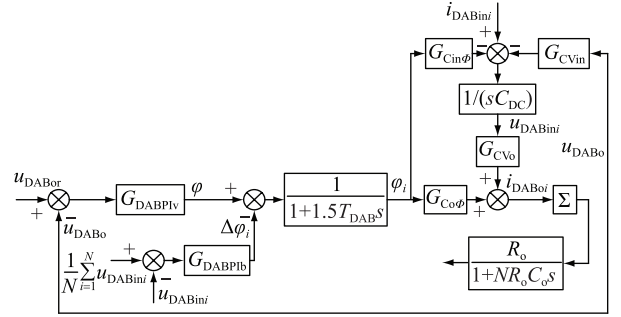 i_DABini
+
−
−
G_CinΦ
G_CVin
1/(sC_DC)
u_DABini
G_CVo
u_DABo
u_DABor
+
−
u_DABo
G_DABPIv
φ
+
−
Δφ_i
1/(1+1.5T_DAB s)
φ_i
G_CoΦ
+
+
i_DABoi
Σ
1/N ∑_{i=1}^{N} u_DABini
+
−
u_DABini
G_DABPIb
R_o/(1+NR_oC_o s)